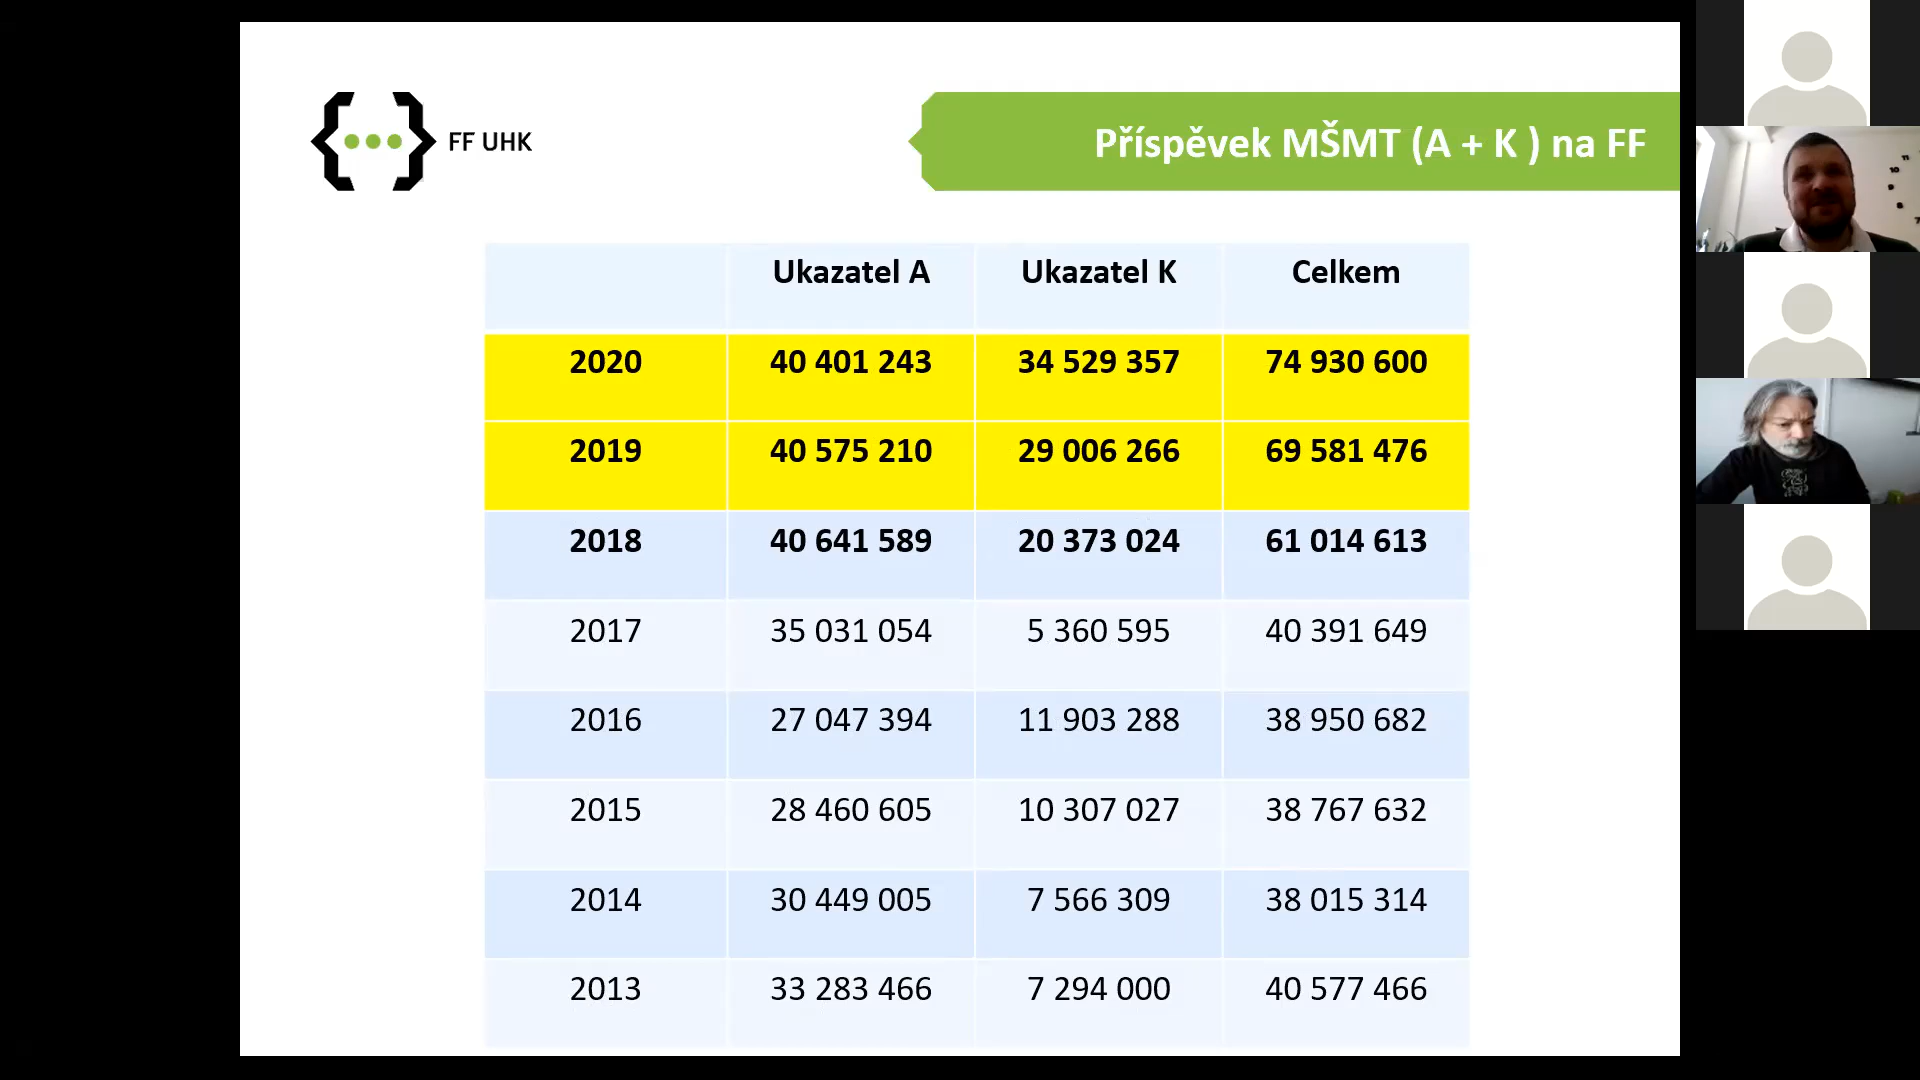 FF UHK
Příspěvek MŠMT (A + K ) na FF
Ukazatel A Ukazatel K Celkem
2020 40 401 243 34 529 357 74 930 600
2019 40 575 210 29 006 266 69 581 476
2018 40 641 589 20 373 024 61 014 613
2017 35 031 054 5 360 595 40 391 649
2016 27 047 394 11 903 288 38 950 682
2015 28 460 605 10 307 027 38 767 632
2014 30 449 005 7 566 309 38 015 314
2013 33 283 466 7 294 000 40 577 466